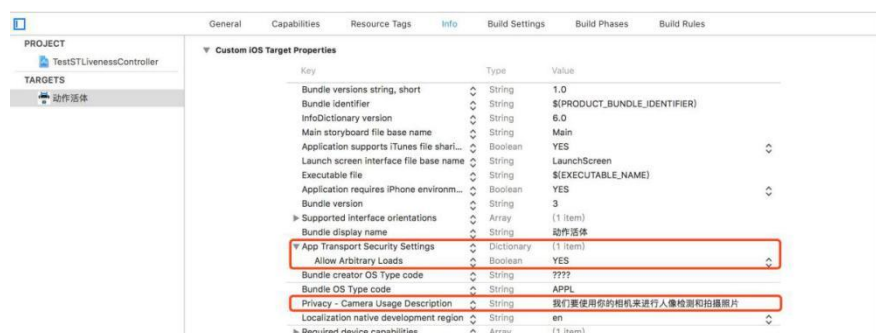 General Capabilities Resource Tags Info Build Settings Build Phases Build Rules
PROJECT
TestSTLivenessController
TARGETS
动作活体
Custom iOS Target Properties
Key Type Value
Bundle versions string, short String 1.0
Bundle identifier String $(PRODUCT_BUNDLE_IDENTIFIER)
InfoDictionary version String 6.0
Main storyboard file base name String Main
Application supports iTunes file shari... Boolean YES
Launch screen interface file base name String LaunchScreen
Executable file String $(EXECUTABLE_NAME)
Application requires iPhone environm... Boolean YES
Bundle version String 3
Supported interface orientations Array (1 item)
Bundle display name String 动作活体
App Transport Security Settings Dictionary (1 item)
Allow Arbitrary Loads Boolean YES
Bundle creator OS Type code String ????
Bundle OS Type code String APPL
Privacy - Camera Usage Description String 我们要使用你的相机来进行人像检测和拍摄照片
Localization native development region String en
Required device capabilities Array (1 item)